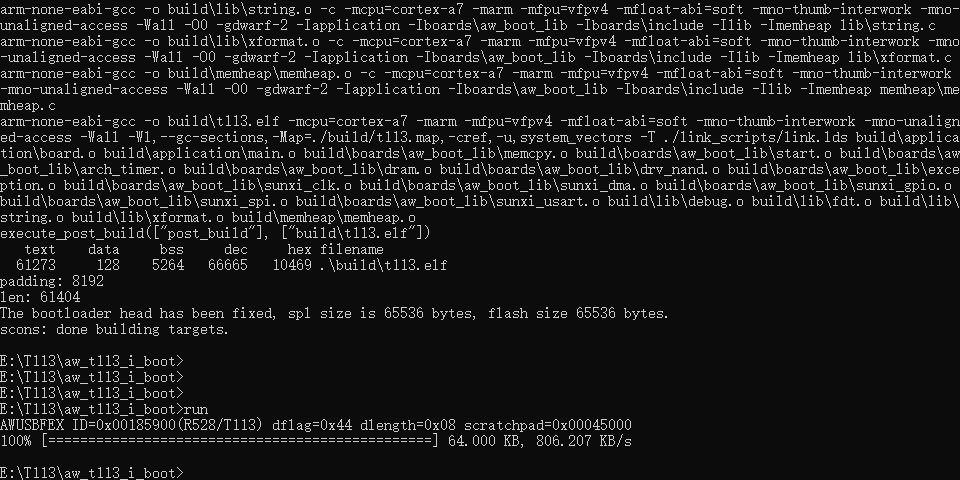 arm-none-eabi-gcc -o build\lib\string.o -c -mcpu=cortex-a7 -marm -mfpu=vfpv4 -mfloat-abi=soft -mno-thumb-interwork -mno-
unaligned-access -Wall -O0 -gdwarf-2 -Iapplication -Iboards\aw_boot_lib -Iboards\include -Ilib -Imemheap lib\string.c
arm-none-eabi-gcc -o build\lib\xformat.o -c -mcpu=cortex-a7 -marm -mfpu=vfpv4 -mfloat-abi=soft -mno-thumb-interwork -mno
-unaligned-access -Wall -O0 -gdwarf-2 -Iapplication -Iboards\aw_boot_lib -Iboards\include -Ilib -Imemheap lib\xformat.c
arm-none-eabi-gcc -o build\memheap\memheap.o -c -mcpu=cortex-a7 -marm -mfpu=vfpv4 -mfloat-abi=soft -mno-thumb-interwork
-mno-unaligned-access -Wall -O0 -gdwarf-2 -Iapplication -Iboards\aw_boot_lib -Iboards\include -Ilib -Imemheap memheap\me
mheap.c
arm-none-eabi-gcc -o build\t113.elf -mcpu=cortex-a7 -marm -mfpu=vfpv4 -mfloat-abi=soft -mno-thumb-interwork -mno-unalign
ed-access -Wall -Wl,--gc-sections,-Map=./build/t113.map,-cref,-u,system_vectors -T ./link_scripts/link.lds build\applica
tion\board.o build\application\main.o build\boards\aw_boot_lib\memcpy.o build\boards\aw_boot_lib\start.o build\boards\aw
_boot_lib\arch_timer.o build\boards\aw_boot_lib\dram.o build\boards\aw_boot_lib\drv_nand.o build\boards\aw_boot_lib\exce
ption.o build\boards\aw_boot_lib\sunxi_clk.o build\boards\aw_boot_lib\sunxi_dma.o build\boards\aw_boot_lib\sunxi_gpio.o
build\boards\aw_boot_lib\sunxi_spi.o build\boards\aw_boot_lib\sunxi_usart.o build\lib\debug.o build\lib\fdt.o build\lib\
string.o build\lib\xformat.o build\memheap\memheap.o
execute_post_build(["post_build"], ["build\t113.elf"])
text data bss dec hex filename
61273 128 5264 66665 10469 .\build\t113.elf
padding: 8192
len: 61404
The bootloader head has been fixed, spl size is 65536 bytes, flash size 65536 bytes.
scons: done building targets.
E:\T113\aw_t113_i_boot>
E:\T113\aw_t113_i_boot>
E:\T113\aw_t113_i_boot>
E:\T113\aw_t113_i_boot>run
AWUSBFEX ID=0x00185900(R528/T113) dflag=0x44 dlength=0x08 scratchpad=0x00045000
100% [================================================] 64.000 KB, 806.207 KB/s
E:\T113\aw_t113_i_boot>